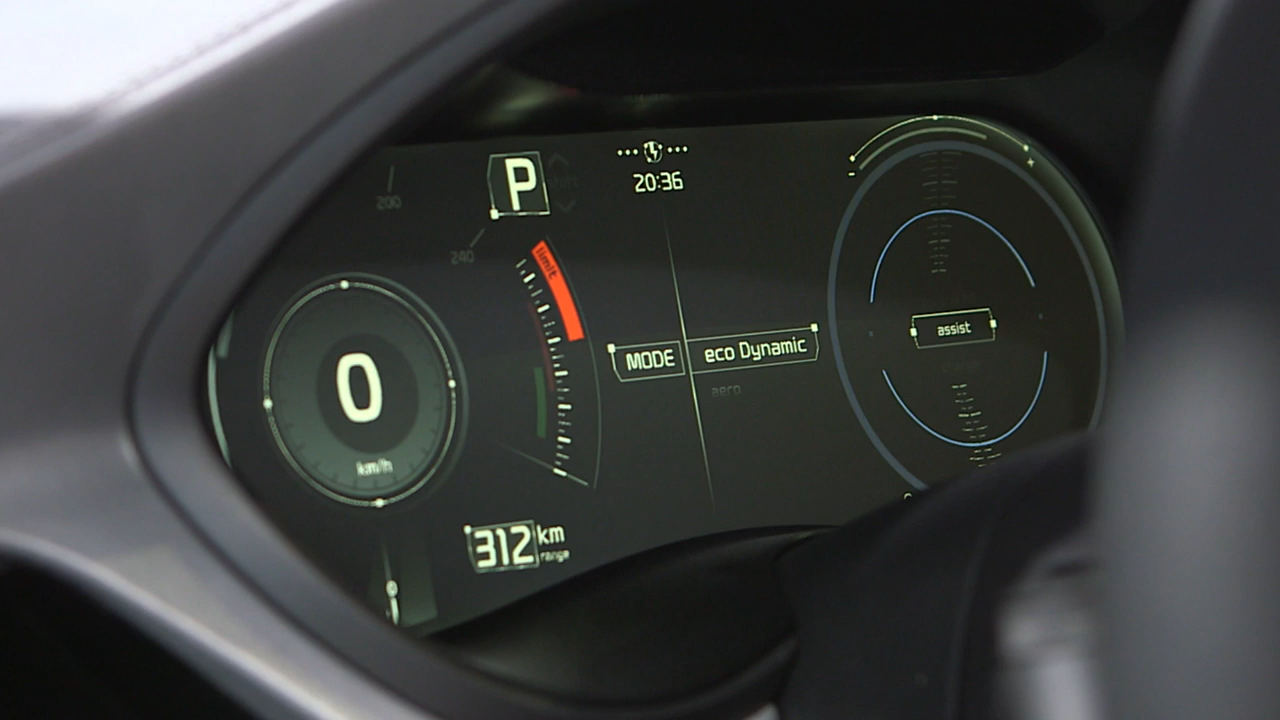 200
P
20:36
240
limit
0
km/h
MODE
eco Dynamic
aero
assist
312 km
range